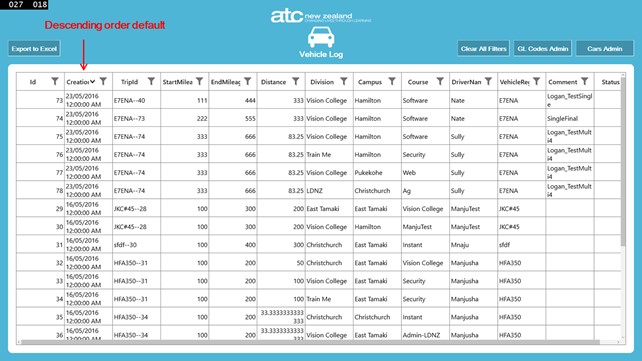 027 018
Descending order default
atc new zealand
Vehicle Log
Export to Excel
Clear All Filters GL Codes Admin Cars Admin
Id Creation TripId StartMilea EndMileag Distance Division Campus Course DriverNan VehicleReg Comment Status
73 23/05/2016 12:00:00 AM E7ENA--40 111 444 333 Vision College Hamilton Software Nate E7ENA Logan_TestSingle
74 23/05/2016 12:00:00 AM E7ENA--73 222 555 333 Vision College Hamilton Software Nate E7ENA SingleFinal
75 23/05/2016 12:00:00 AM E7ENA--74 333 666 83.25 Vision College Hamilton Software Sully E7ENA Logan_TestMulti4
76 23/05/2016 12:00:00 AM E7ENA--74 333 666 83.25 Train Me Hamilton Security Sully E7ENA Logan_TestMulti4
77 23/05/2016 12:00:00 AM E7ENA--74 333 666 83.25 Vision College Pukekohe Web Sully E7ENA Logan_TestMulti4
78 23/05/2016 12:00:00 AM E7ENA--74 333 666 83.25 LDNZ Christchurch Ag Sully E7ENA Logan_TestMulti4
29 16/05/2016 12:00:00 AM JKC#45--28 100 300 200 East Tamaki East Tamaki Vision College ManjuTest JKC#45
30 16/05/2016 12:00:00 AM JKC#45--28 100 300 200 Vision College Hamilton ManjuTest ManjuTest JKC#45
31 16/05/2016 12:00:00 AM sfdf--30 100 400 300 Christchurch East Tamaki Instant Mnaju sfdf
32 16/05/2016 12:00:00 AM HFA350--31 100 200 50 Christchurch East Tamaki Vision College Manjusha HFA350
33 16/05/2016 12:00:00 AM HFA350--31 100 200 100 Vision College East Tamaki Security Manjusha HFA350
34 16/05/2016 12:00:00 AM HFA350--31 100 200 100 Train Me East Tamaki Security Manjusha HFA350
35 16/05/2016 12:00:00 AM HFA350--34 100 200 33.3333333333333 Christchurch Christchurch Instant Manjusha HFA350
36 16/05/2016 12:00:00 AM HFA350--34 100 200 33.3333333333333 Vision College East Tamaki Admin-LDNZ Manjusha HFA350